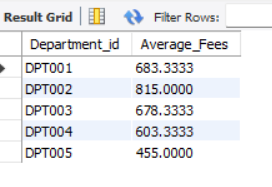 Result Grid Filter Rows:
Department_id Average_Fees
DPT001 683.3333
DPT002 815.0000
DPT003 678.3333
DPT004 603.3333
DPT005 455.0000